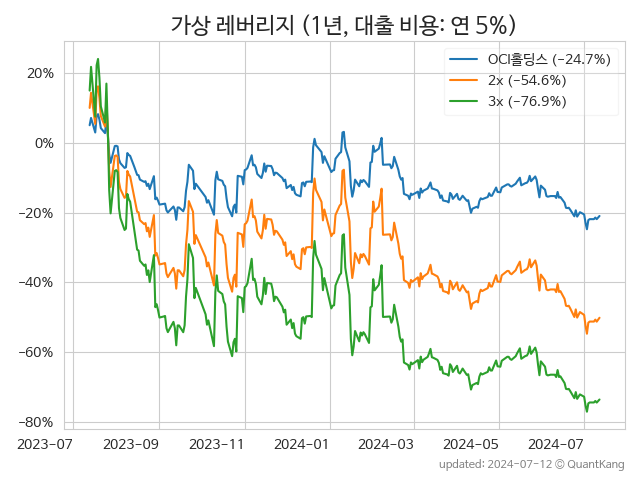 가상 레버리지 (1년, 대출 비용: 연 5%)
OCI홀딩스 (−24.7%)
2x (−54.6%)
3x (−76.9%)
20%
0%
−20%
−40%
−60%
−80%
2023-07 2023-09 2023-11 2024-01 2024-03 2024-05 2024-07
updated: 2024-07-12 © QuantKang